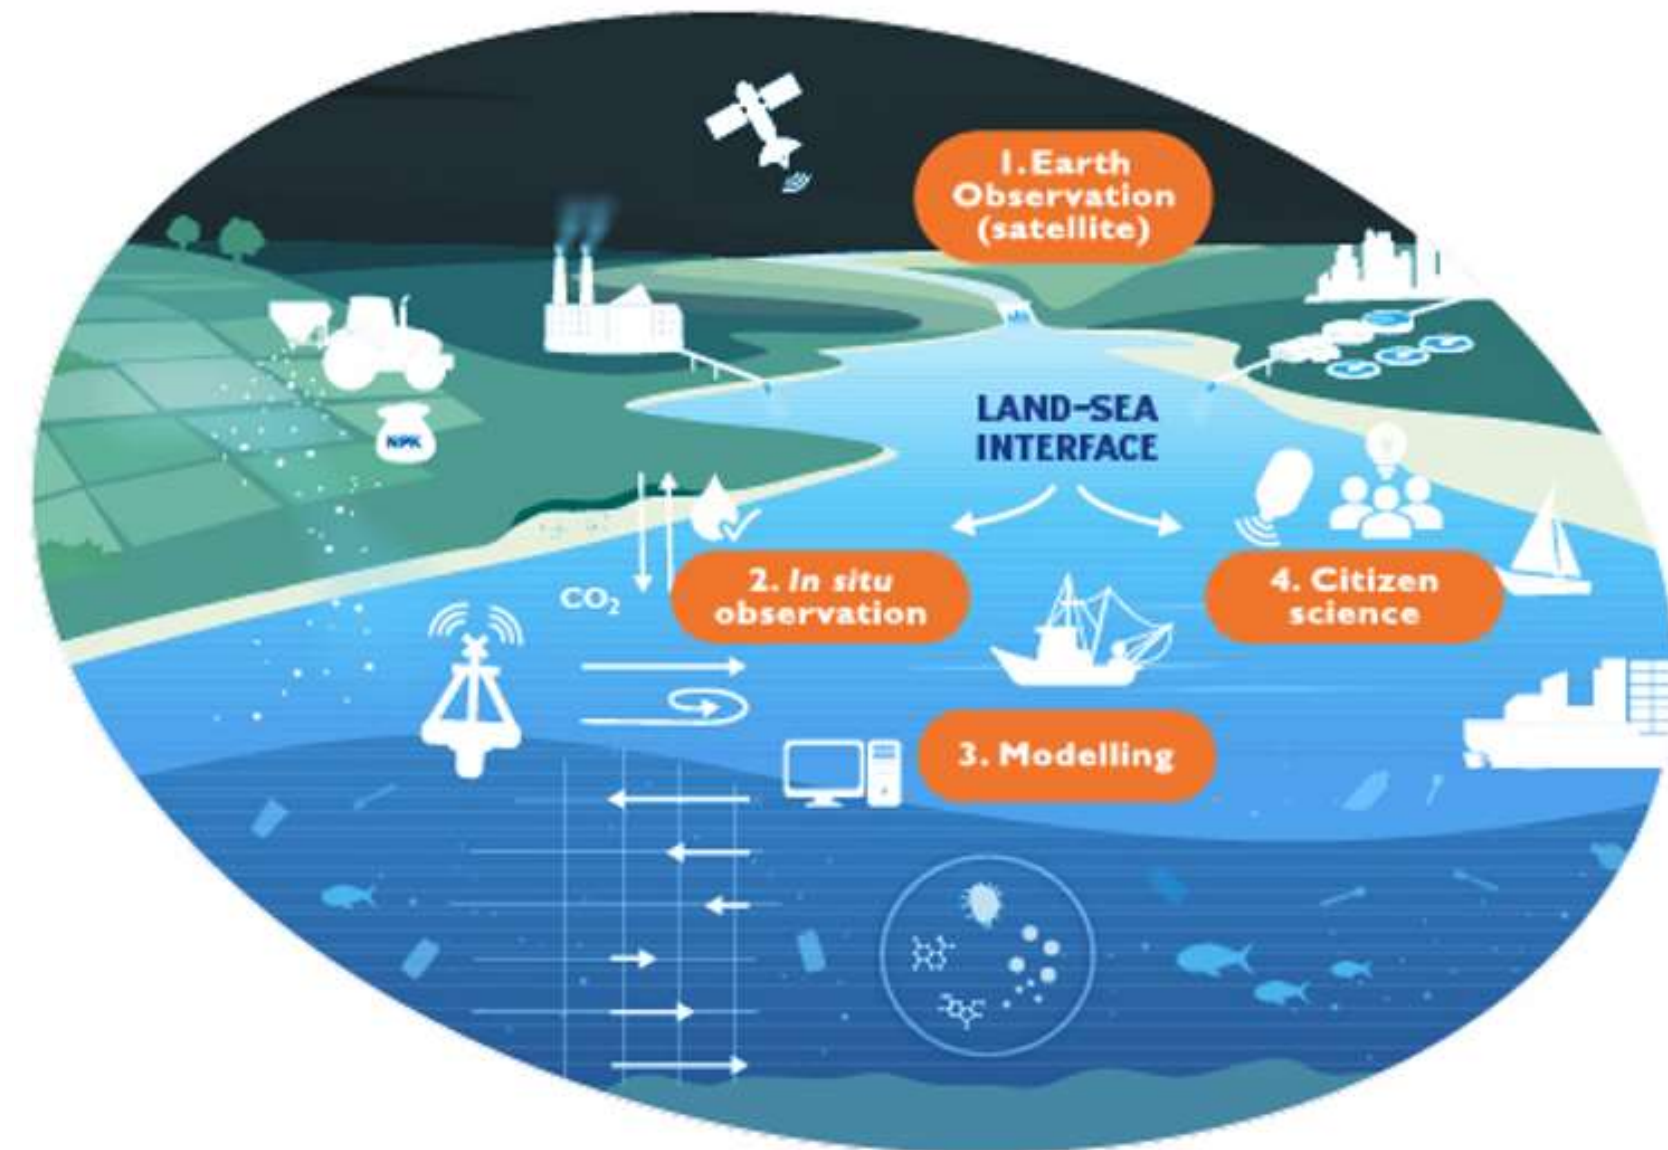 1. Earth
Observation
(satellite)
NPK
LAND-SEA
INTERFACE
CO₂
2. In situ
observation
4. Citizen
science
3. Modelling